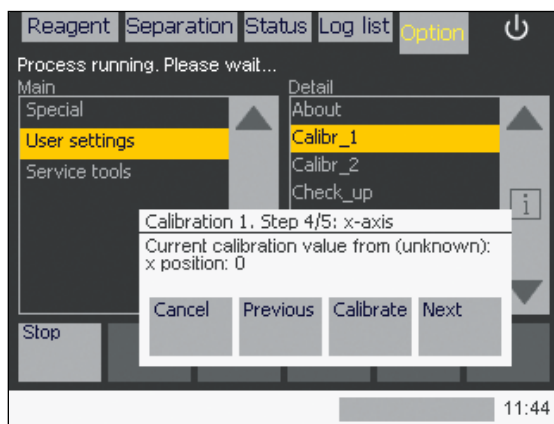 Reagent Separation Status Log list Option
Process running. Please wait...
Main Detail
Special About
User settings Calibr_1
Service tools Calibr_2
Check_up
i
Calibration 1. Step 4/5: x-axis
Current calibration value from (unknown):
x position: 0
Cancel Previous Calibrate Next
Stop
11:44